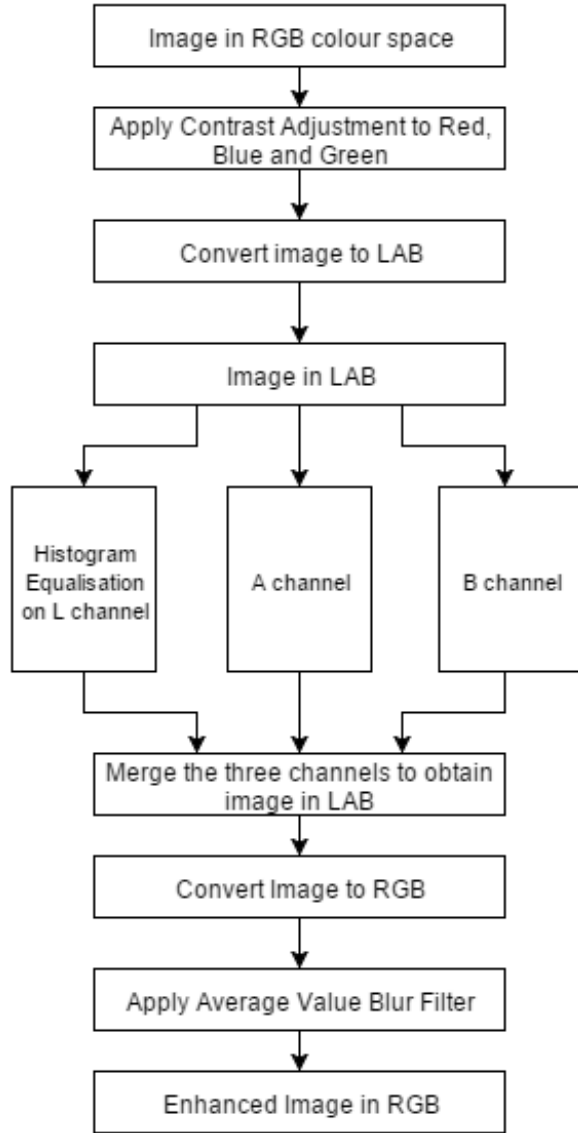 Image in RGB colour space
Apply Contrast Adjustment to Red,
Blue and Green
Convert image to LAB
Image in LAB
Histogram
Equalisation
on L channel
A channel
B channel
Merge the three channels to obtain
image in LAB
Convert Image to RGB
Apply Average Value Blur Filter
Enhanced Image in RGB